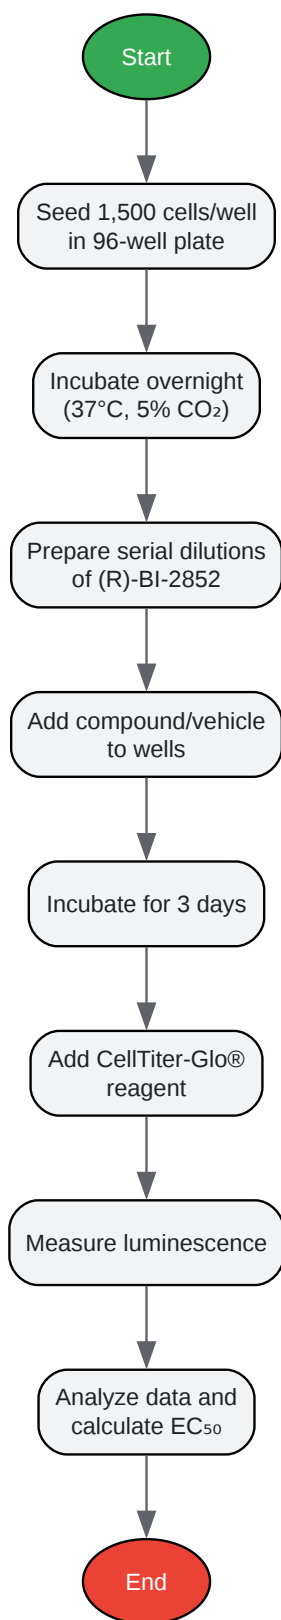 Start
Seed 1,500 cells/well
in 96-well plate
Incubate overnight
(37°C, 5% CO₂)
Prepare serial dilutions
of (R)-BI-2852
Add compound/vehicle
to wells
Incubate for 3 days
Add CellTiter-Glo®
reagent
Measure luminescence
Analyze data and
calculate EC₅₀
End